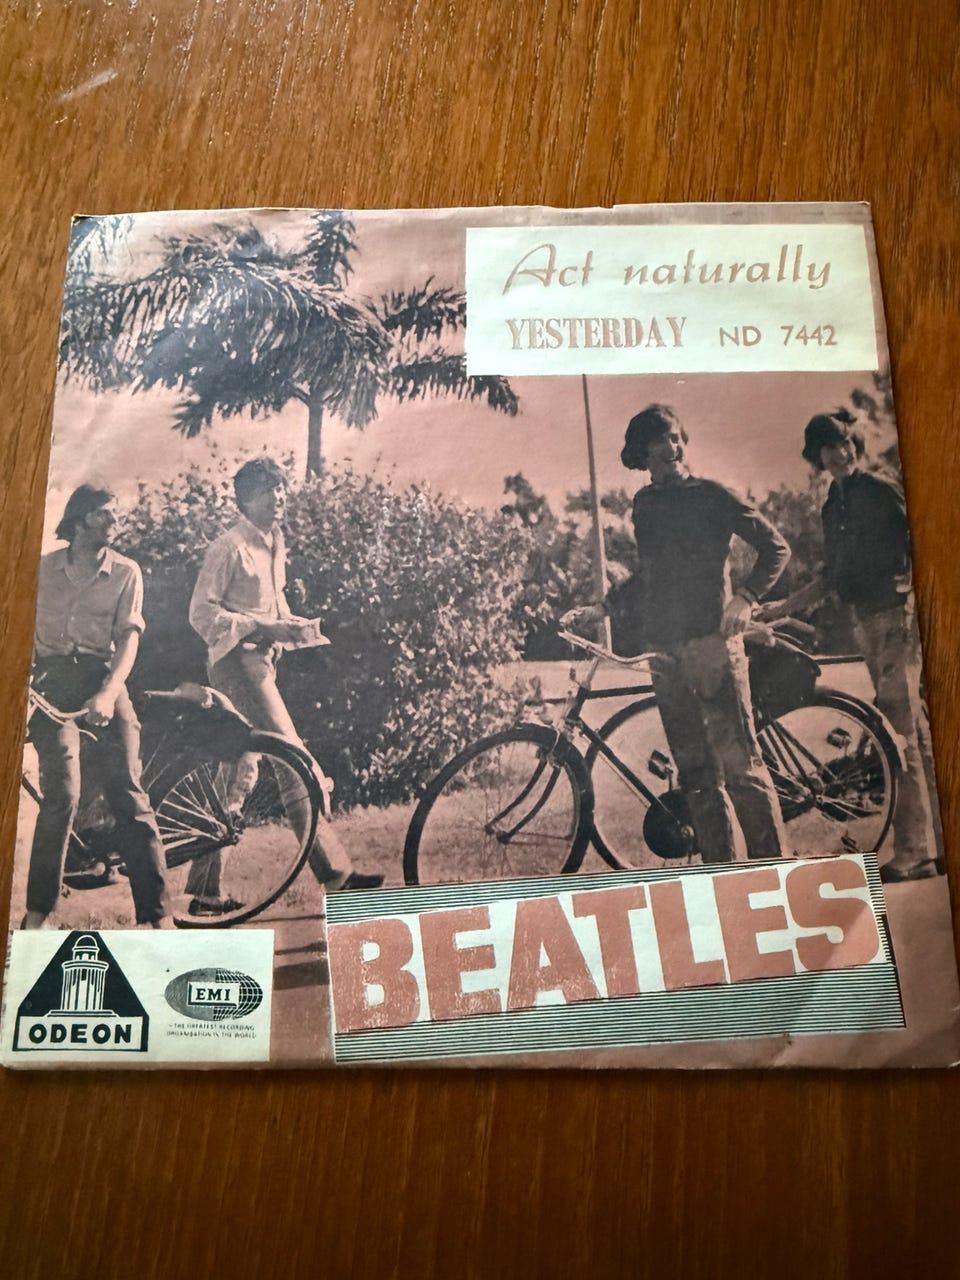 Act naturally
YESTERDAY ND 7442
BEATLES
ODEON
EMI
THE GREATEST RECORDING
ORGANISATION IN THE WORLD